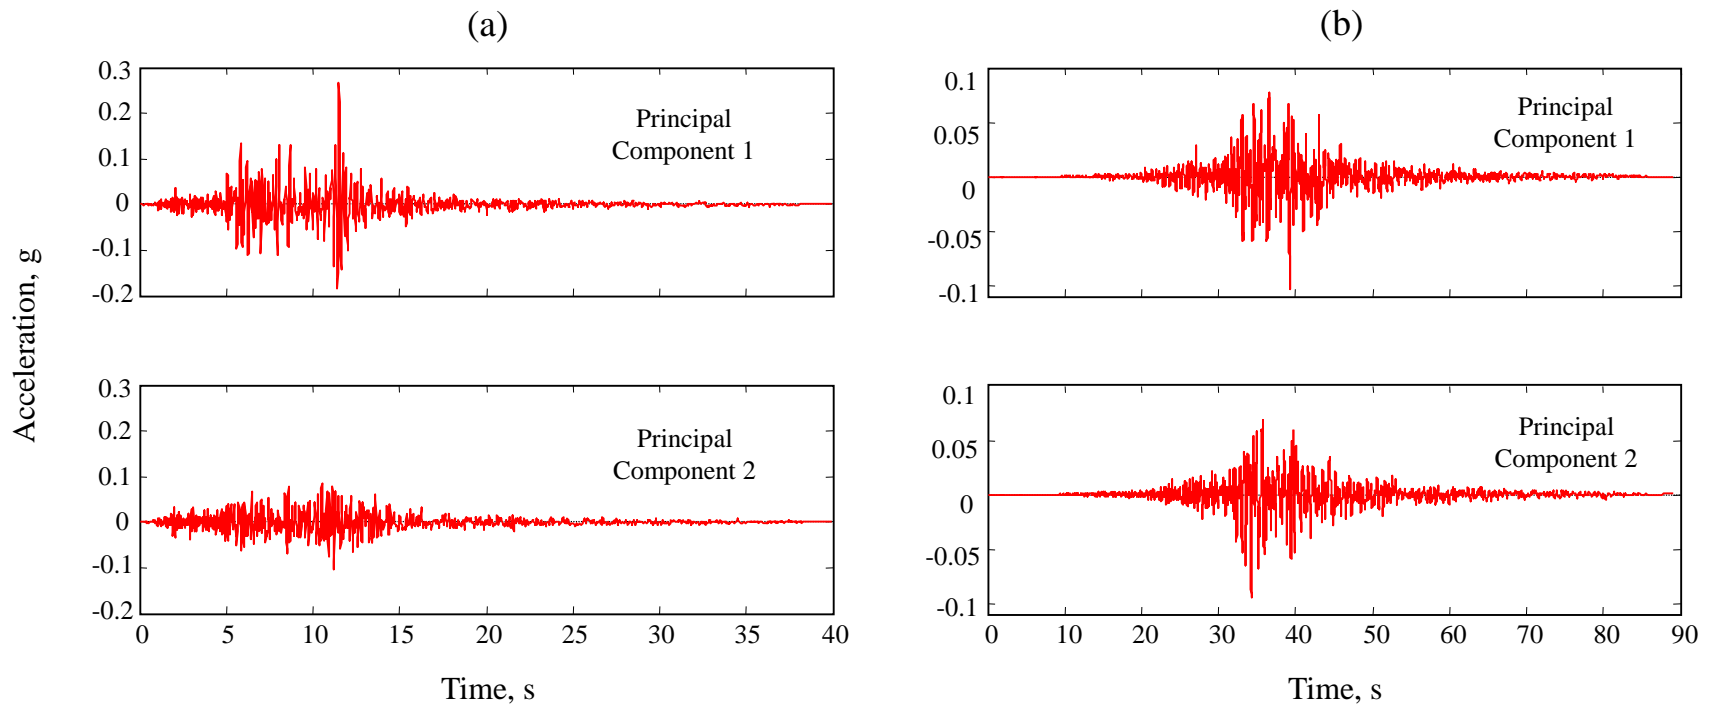 (a)
(b)
0.3
0.2
0.1
0
-0.1
-0.2
Principal
Component 1
0.1
0.05
0
-0.05
-0.1
Principal
Component 1
Acceleration, g
0.3
0.2
0.1
0
-0.1
-0.2
Principal
Component 2
0 5 10 15 20 25 30 35 40
Time, s
0.1
0.05
0
-0.05
-0.1
Principal
Component 2
0 10 20 30 40 50 60 70 80 90
Time, s